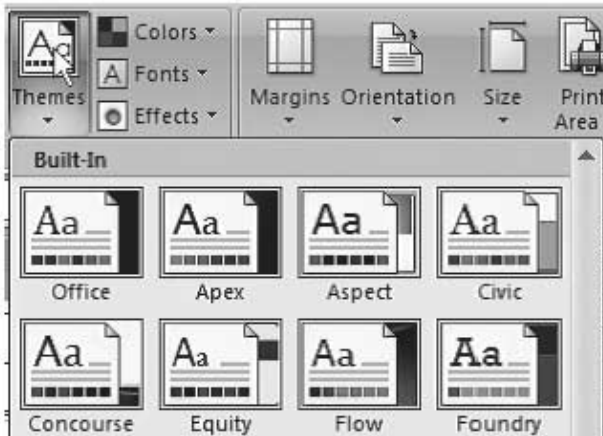 Aa
Themes
Colors
A Fonts
Effects
Margins Orientation Size Print Area
Built-In
Aa Aa Aa Aa
Office Apex Aspect Civic
Aa Aa Aa Aa
Concourse Equity Flow Foundry